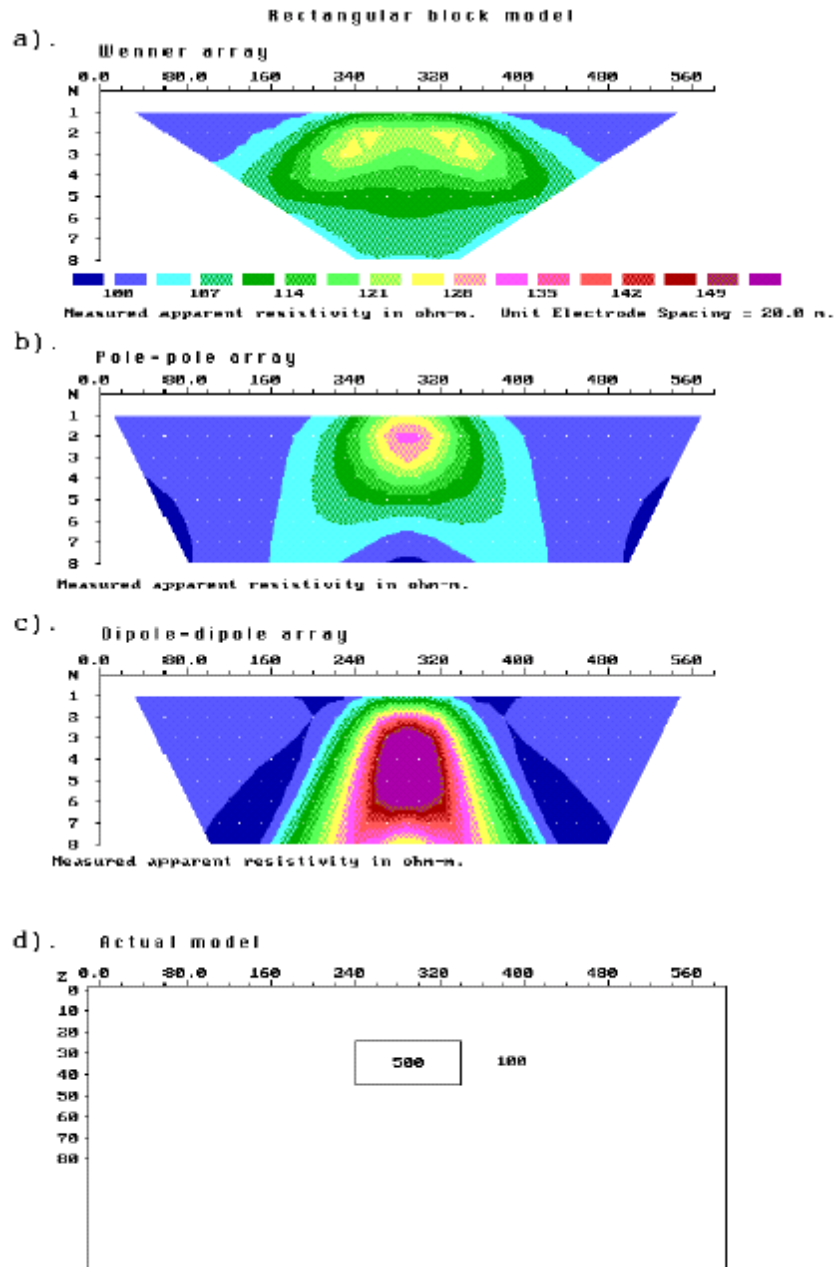 Rectangular block model
a).
Wenner array
0.0 80.0 160 240 320 400 480 560
N
1
2
3
4
5
6
7
8
100 107 114 121 128 135 142 149
Measured apparent resistivity in ohm-m. Unit Electrode Spacing = 20.0 m.
b).
Pole-pole array
0.0 80.0 160 240 320 400 480 560
N
1
2
3
4
5
6
7
8
Measured apparent resistivity in ohm-m.
c).
Dipole-dipole array
0.0 80.0 160 240 320 400 480 560
N
1
2
3
4
5
6
7
8
Measured apparent resistivity in ohm-m.
d). Actual model
Z 0.0 80.0 160 240 320 400 480 560
0
10
20
30
40
50
60
70
80
500 100